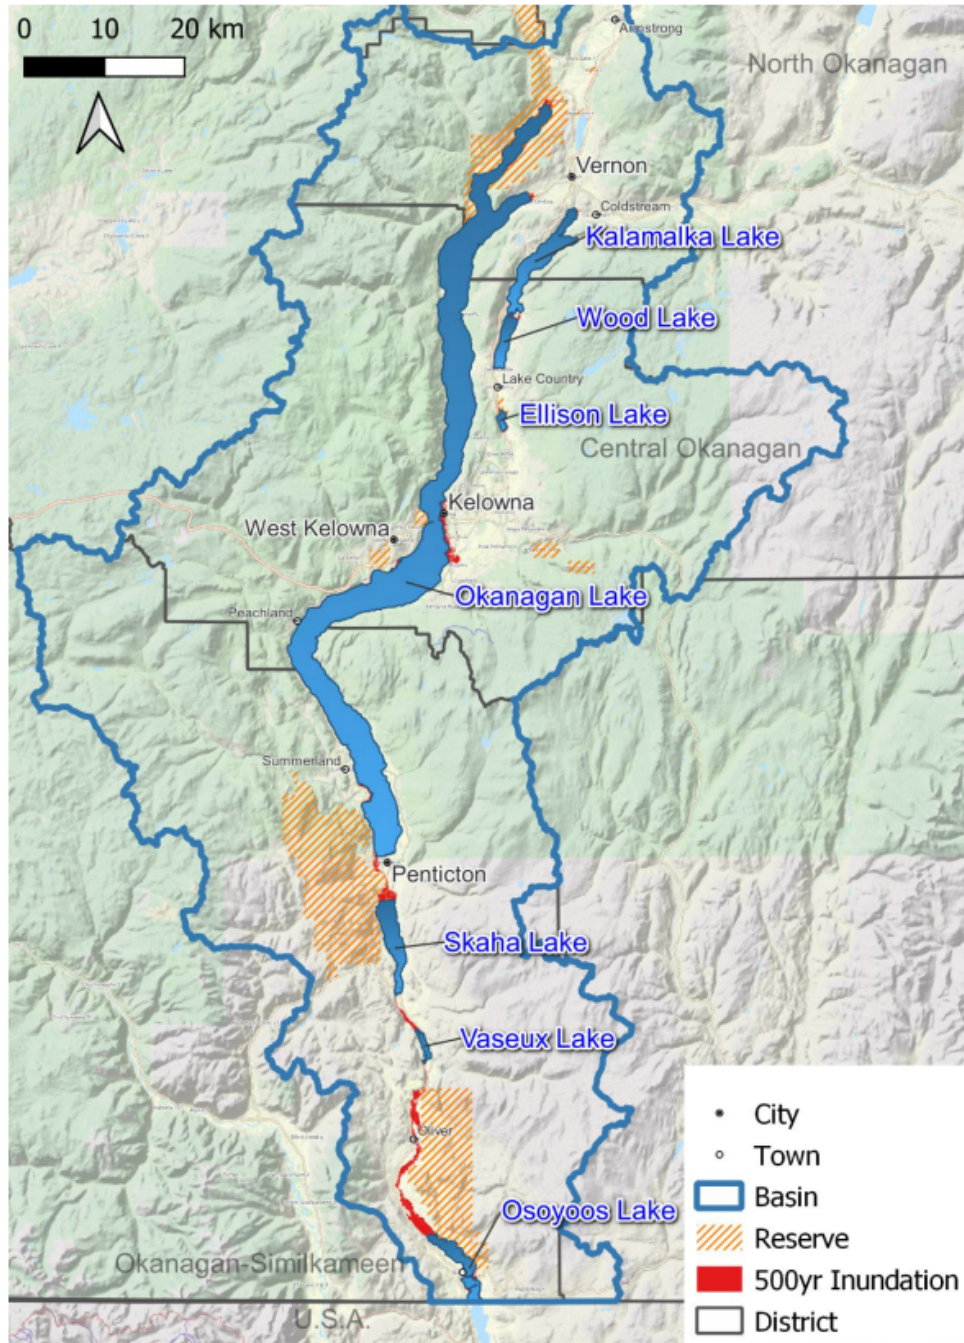 0 10 20 km
Armstrong
North Okanagan
Vernon
Coldstream
Kalamalka Lake
Wood Lake
Lake Country
Ellison Lake
Central Okanagan
Kelowna
West Kelowna
Okanagan Lake
Peachland
Summerland
Penticton
Skaha Lake
Vaseux Lake
Oliver
Osoyoos Lake
Okanagan-Similkameen
U.S.A.
City
Town
Basin
Reserve
500yr Inundation
District